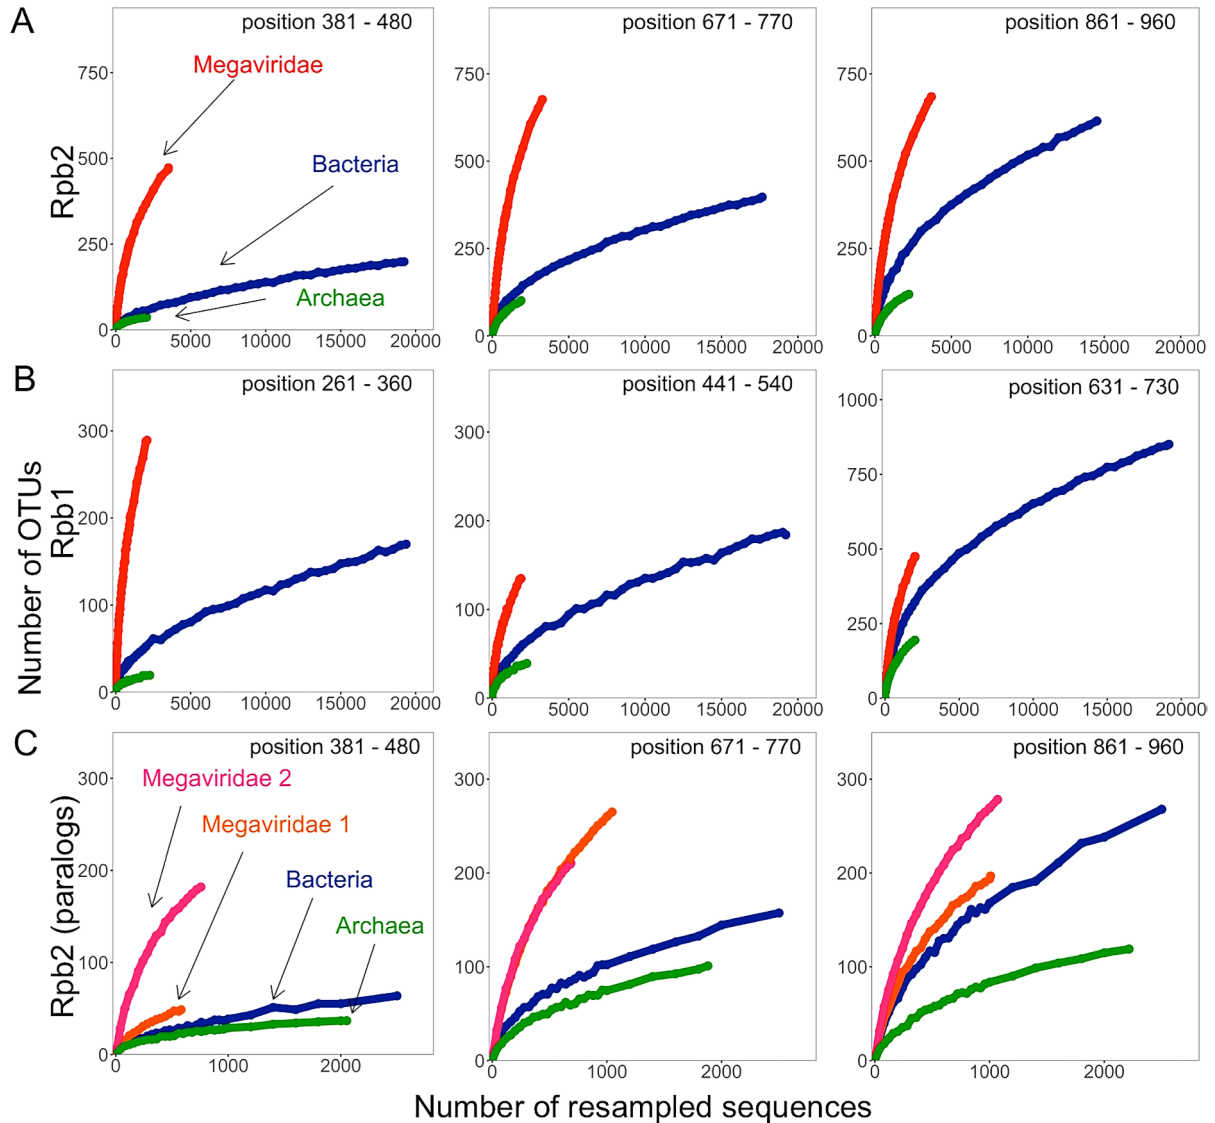 A
position 381 - 480
position 671 - 770
position 861 - 960
Rpb2
Megaviridae
Bacteria
Archaea
750
500
250
0
0 5000 10000 15000 20000
750
500
250
0
0 5000 10000 15000 20000
750
500
250
0
0 5000 10000 15000 20000
B
position 261 - 360
position 441 - 540
position 631 - 730
Number of OTUs
Rpb1
300
200
100
0
0 5000 10000 15000 20000
300
200
100
0
0 5000 10000 15000 20000
1000
750
500
250
0
0 5000 10000 15000 20000
C
position 381 - 480
position 671 - 770
position 861 - 960
Rpb2 (paralogs)
Megaviridae 2
Megaviridae 1
Bacteria
Archaea
300
200
100
0
0 1000 2000
300
200
100
0
0 1000 2000
300
200
100
0
0 1000 2000
Number of resampled sequences